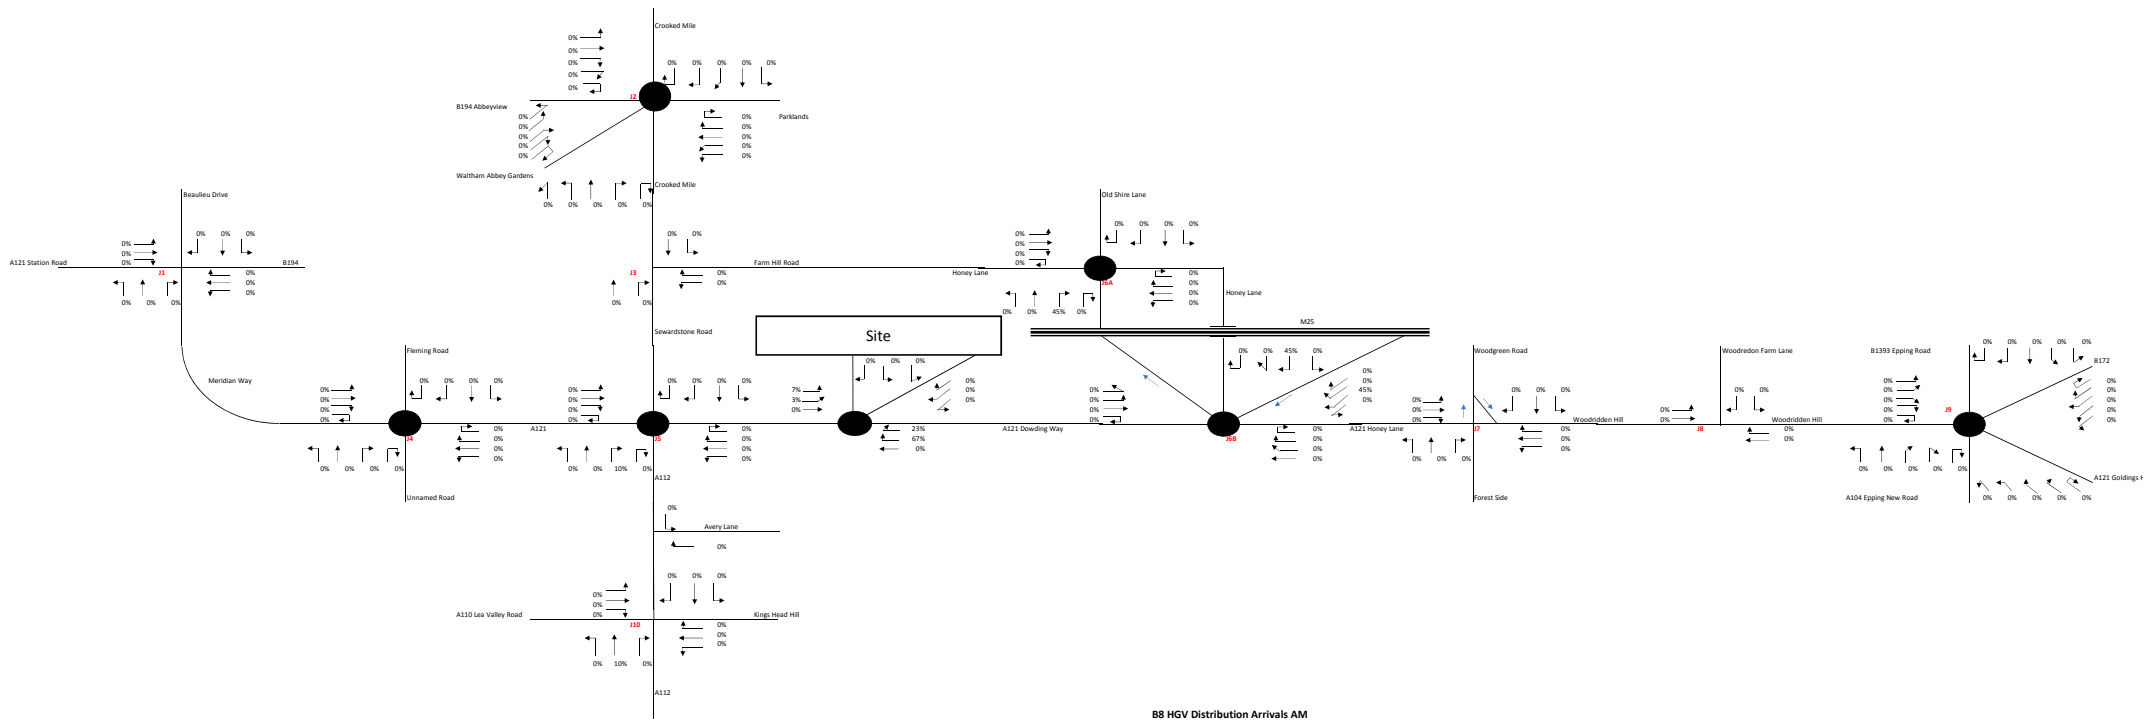 Crooked Mile
0%
0%
0%
0%
0%
0% 0% 0% 0% 0%
J2
B194 Abbeyview
Parklands
0%
0%
0%
0%
0%
0%
0%
0%
0%
0%
Waltham Abbey Gardens
Crooked Mile
0% 0% 0% 0% 0%
Beaulieu Drive
0% 0% 0%
0%
0%
0%
A121 Station Road
B194
J1
0%
0%
0%
0% 0% 0%
0% 0%
J3
Farm Hill Road
0%
0%
0% 0%
Sewardstone Road
Old Shire Lane
0% 0% 0% 0%
0%
0%
0%
0%
Honey Lane
J6A
0%
0%
0%
0%
0% 0% 45% 0%
Honey Lane
M25
Site
Meridian Way
Fleming Road
0% 0% 0% 0%
0%
0%
0%
0%
J4
0%
0%
0%
0%
0% 0% 0% 0%
Unnamed Road
A121
0% 0% 0% 0%
0%
0%
0%
0%
J5
0%
0%
0%
0%
0% 0% 10% 0%
A112
0% 0% 0%
7%
3%
0%
0%
0%
0%
23%
67%
0%
A121 Dowding Way
0% 0% 45% 0%
0%
0%
0%
0%
0%
0%
45%
0%
0%
J6B
0%
0%
0%
0%
A121 Honey Lane
Woodgreen Road
0% 0% 0%
0%
0%
0%
J7
0%
0%
0%
0% 0% 0%
Forest Side
Woodridden Hill
Woodredon Farm Lane
0% 0%
0%
0%
J8
0%
0%
Woodridden Hill
B1393 Epping Road
0% 0% 0% 0% 0%
B172
0%
0%
0%
0%
0%
J9
0%
0%
0%
0%
0%
0% 0% 0% 0% 0%
A104 Epping New Road
0% 0% 0% 0% 0%
A121 Goldings H
0%
Avery Lane
0%
0% 0% 0%
0%
0%
0%
A110 Lea Valley Road
Kings Head Hill
J10
0%
0%
0%
0% 10% 0%
A112
B8 HGV Distribution Arrivals AM